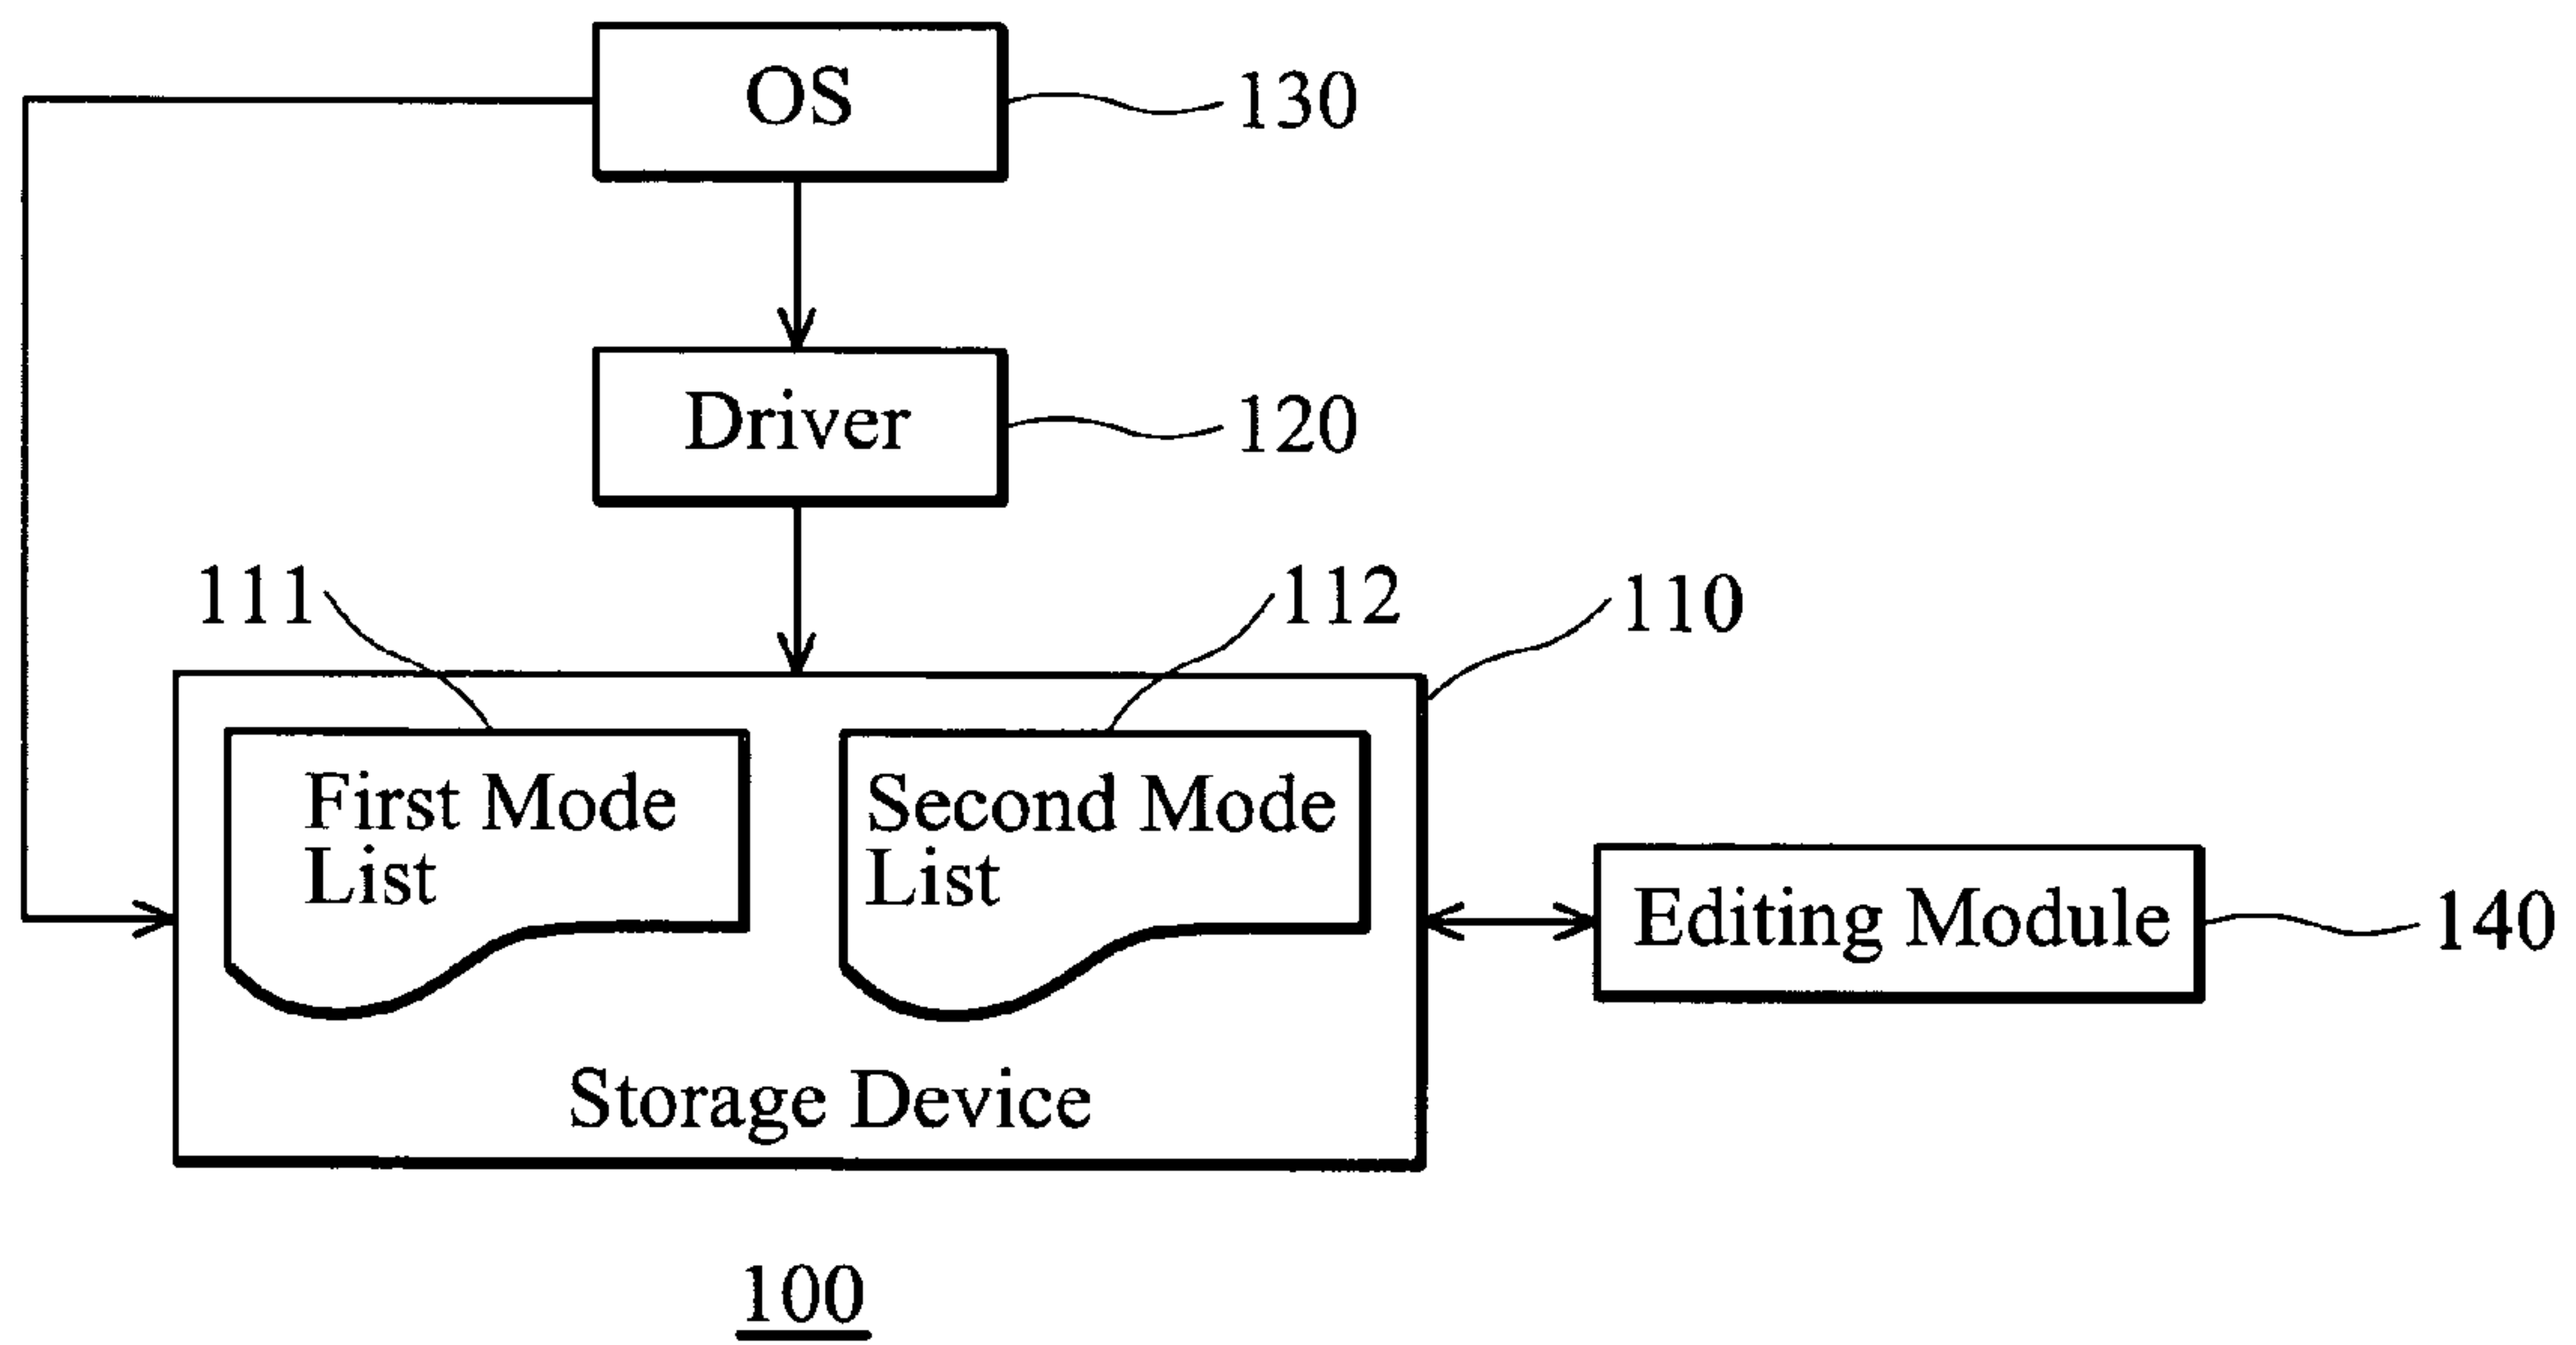 OS
130
Driver
120
111
112
110
First Mode
List
Second Mode
List
Editing Module
140
Storage Device
100